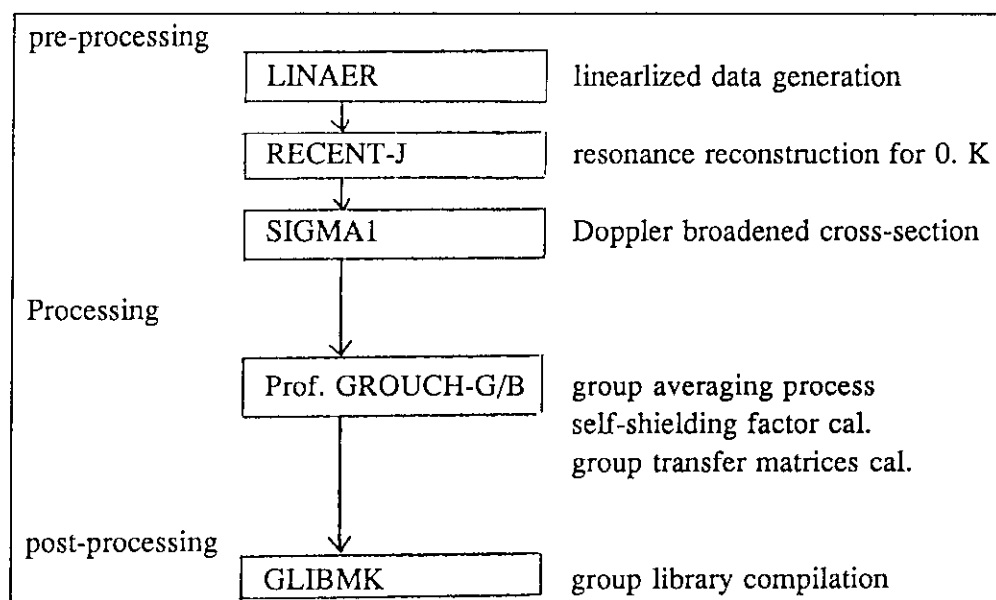 pre-processing
LINAER linearlized data generation
RECENT-J resonance reconstruction for 0. K
SIGMA1 Doppler broadened cross-section
Processing
Prof. GROUCH-G/B group averaging process
self-shielding factor cal.
group transfer matrices cal.
post-processing
GLIBMK group library compilation